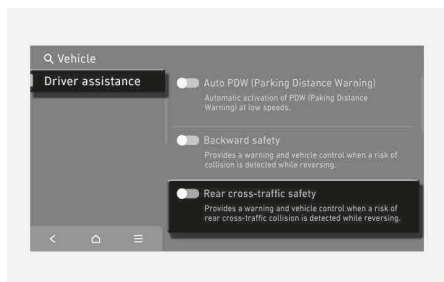 Vehicle
Driver assistance
Auto PDW (Parking Distance Warning)
Automatic activation of PDW (Paking Distance
Warning) at low speeds.
Backward safety
Provides a warning and vehicle control when a risk of
collision is detected while reversing.
Rear cross-traffic safety
Provides a warning and vehicle control when a risk of
rear cross-traffic collision is detected while reversing.